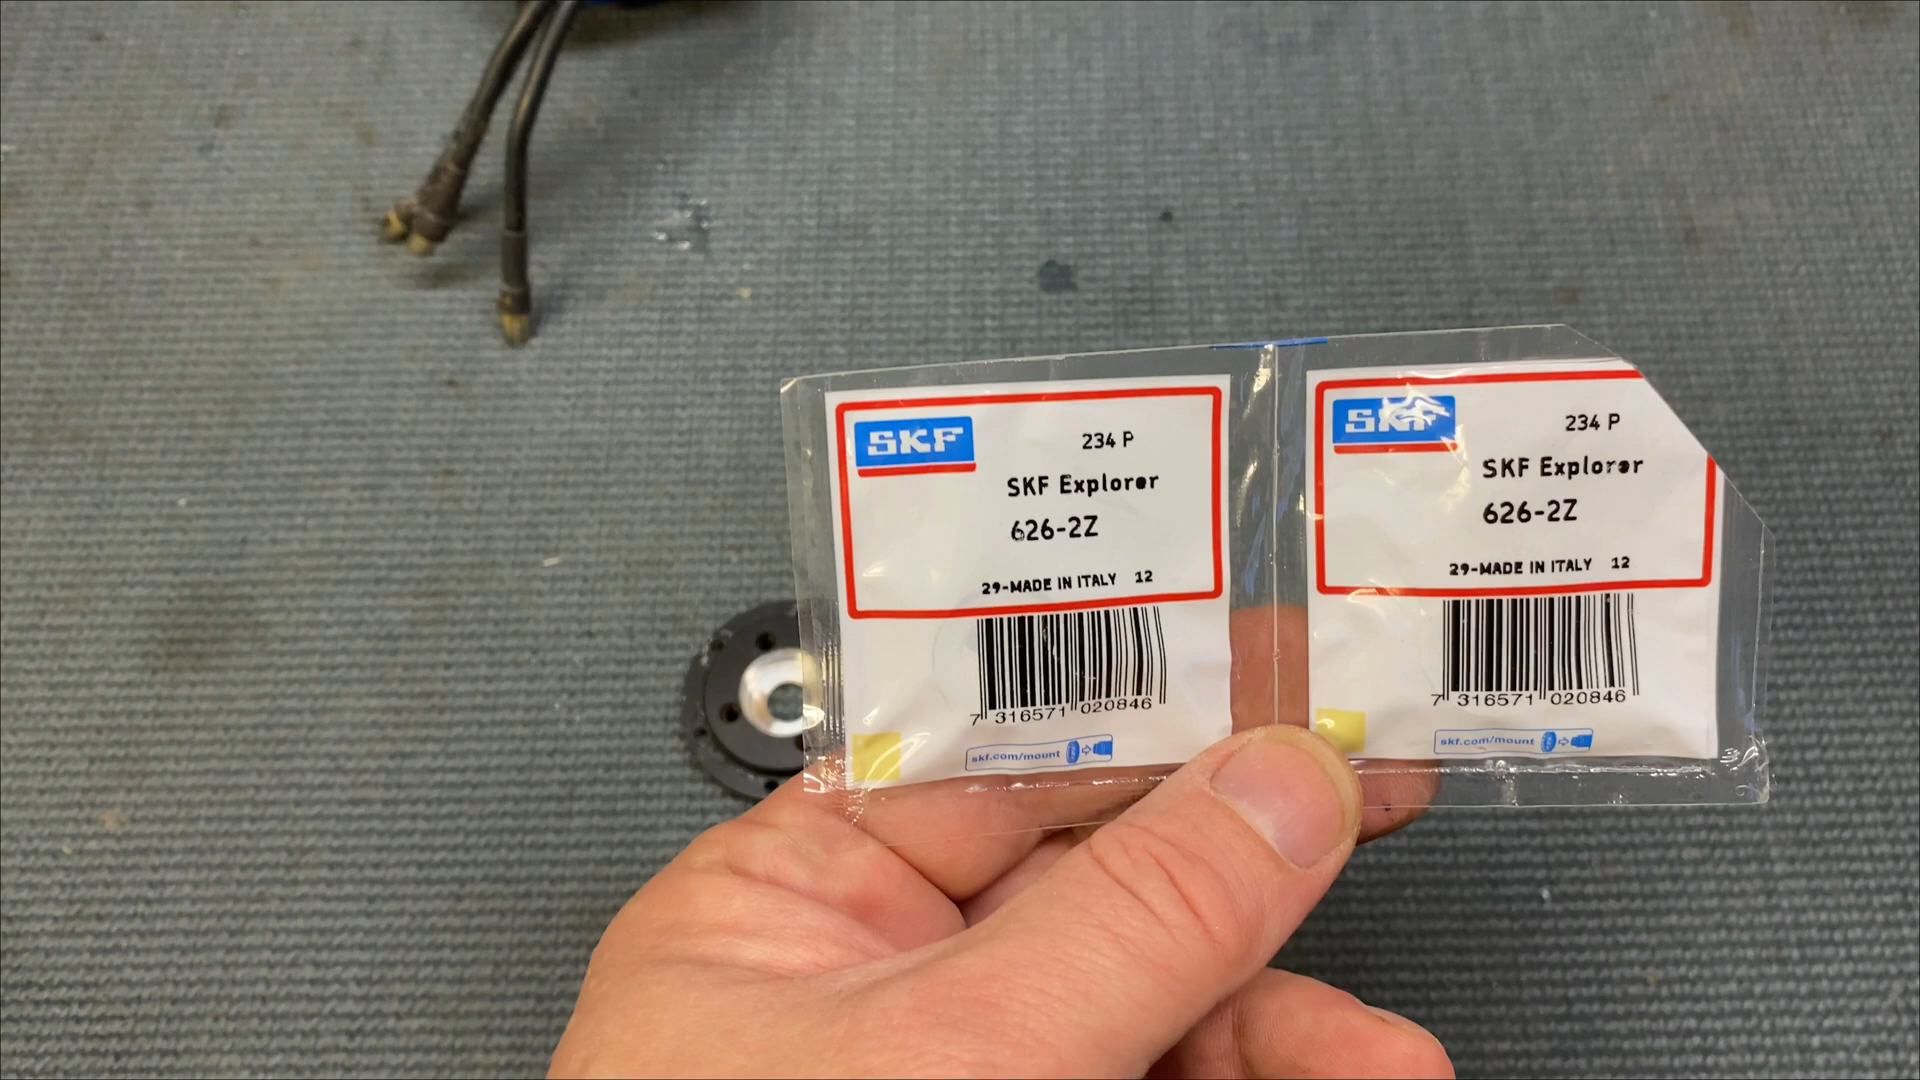 SKF
234 P
SKF Explorer
626-2Z
29-MADE IN ITALY 12
7 316571 020846
skf.com/mount
SKF
234 P
SKF Explorer
626-2Z
29-MADE IN ITALY 12
7 316571 020846
skf.com/mount